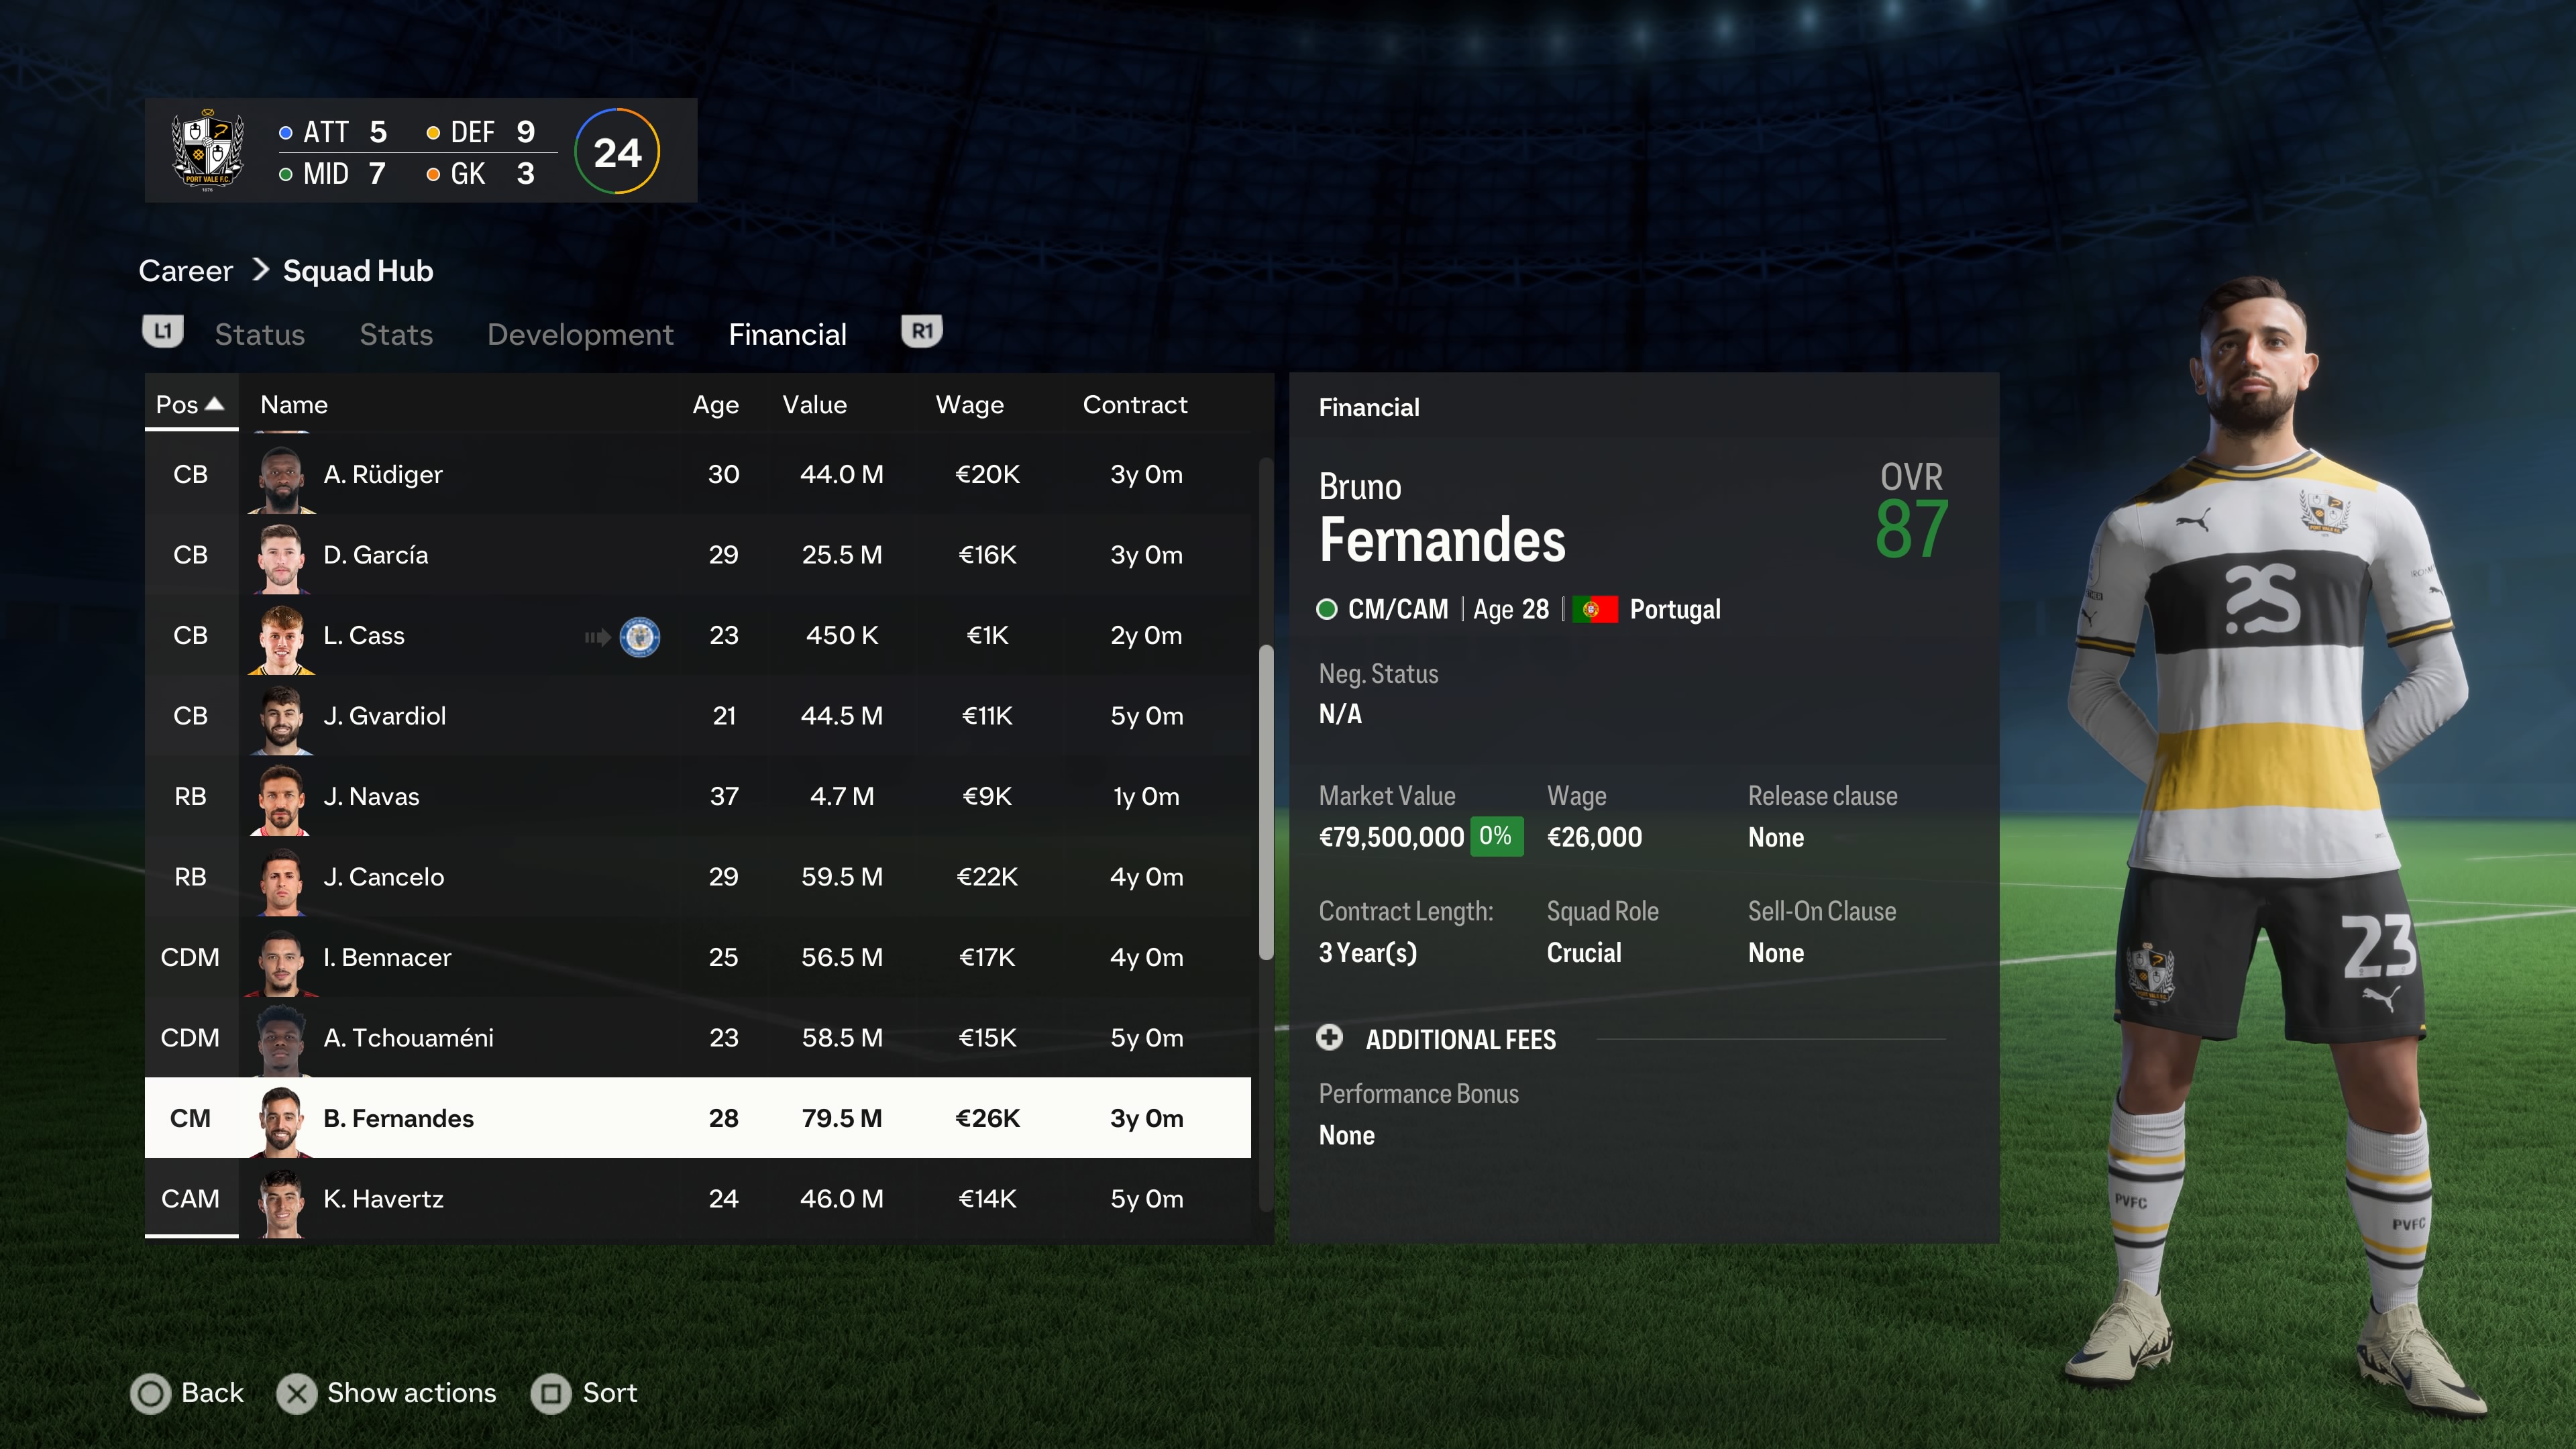 ATT 5 DEF 9
24
MID 7 GK 3
PORT VALE F.C.
Career > Squad Hub
L1 Status Stats Development Financial R1
Pos Name Age Value Wage Contract
CB A. Rüdiger 30 44.0 M €20K 3y 0m
CB D. García 29 25.5 M €16K 3y 0m
CB L. Cass 23 450 K €1K 2y 0m
CB J. Gvardiol 21 44.5 M €11K 5y 0m
RB J. Navas 37 4.7 M €9K 1y 0m
RB J. Cancelo 29 59.5 M €22K 4y 0m
CDM I. Bennacer 25 56.5 M €17K 4y 0m
CDM A. Tchouaméni 23 58.5 M €15K 5y 0m
CM B. Fernandes 28 79.5 M €26K 3y 0m
CAM K. Havertz 24 46.0 M €14K 5y 0m
Financial
Bruno
Fernandes
OVR
87
CM/CAM | Age 28 | Portugal
Neg. Status
N/A
Market Value Wage Release clause
€79,500,000 0% €26,000 None
Contract Length: Squad Role Sell-On Clause
3 Year(s) Crucial None
ADDITIONAL FEES
Performance Bonus
None
23
PVFC
PVFC
Back Show actions Sort